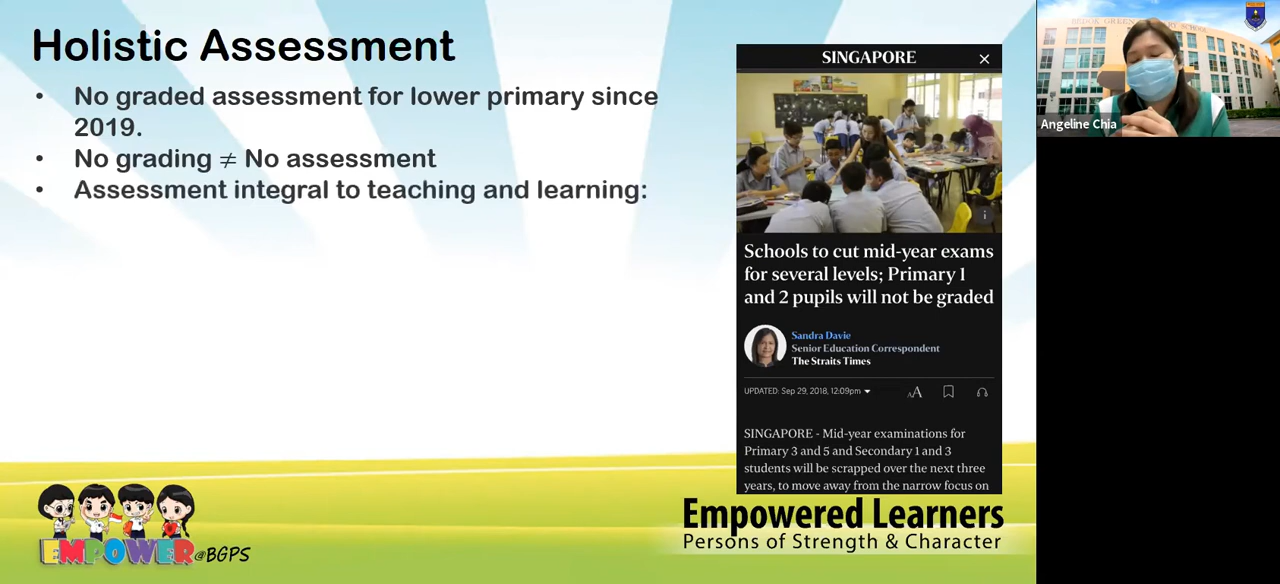 Holistic Assessment
• No graded assessment for lower primary since
2019.
• No grading ≠ No assessment
• Assessment integral to teaching and learning:
SINGAPORE
Schools to cut mid-year exams
for several levels; Primary 1
and 2 pupils will not be graded
Sandra Davie
Senior Education Correspondent
The Straits Times
UPDATED: Sep 29, 2018, 12:09pm
AA
SINGAPORE - Mid-year examinations for
Primary 3 and 5 and Secondary 1 and 3
students will be scrapped over the next three
years, to move away from the narrow focus on
EMPOWER@BGPS
Empowered Learners
Persons of Strength & Character
Angeline Chia